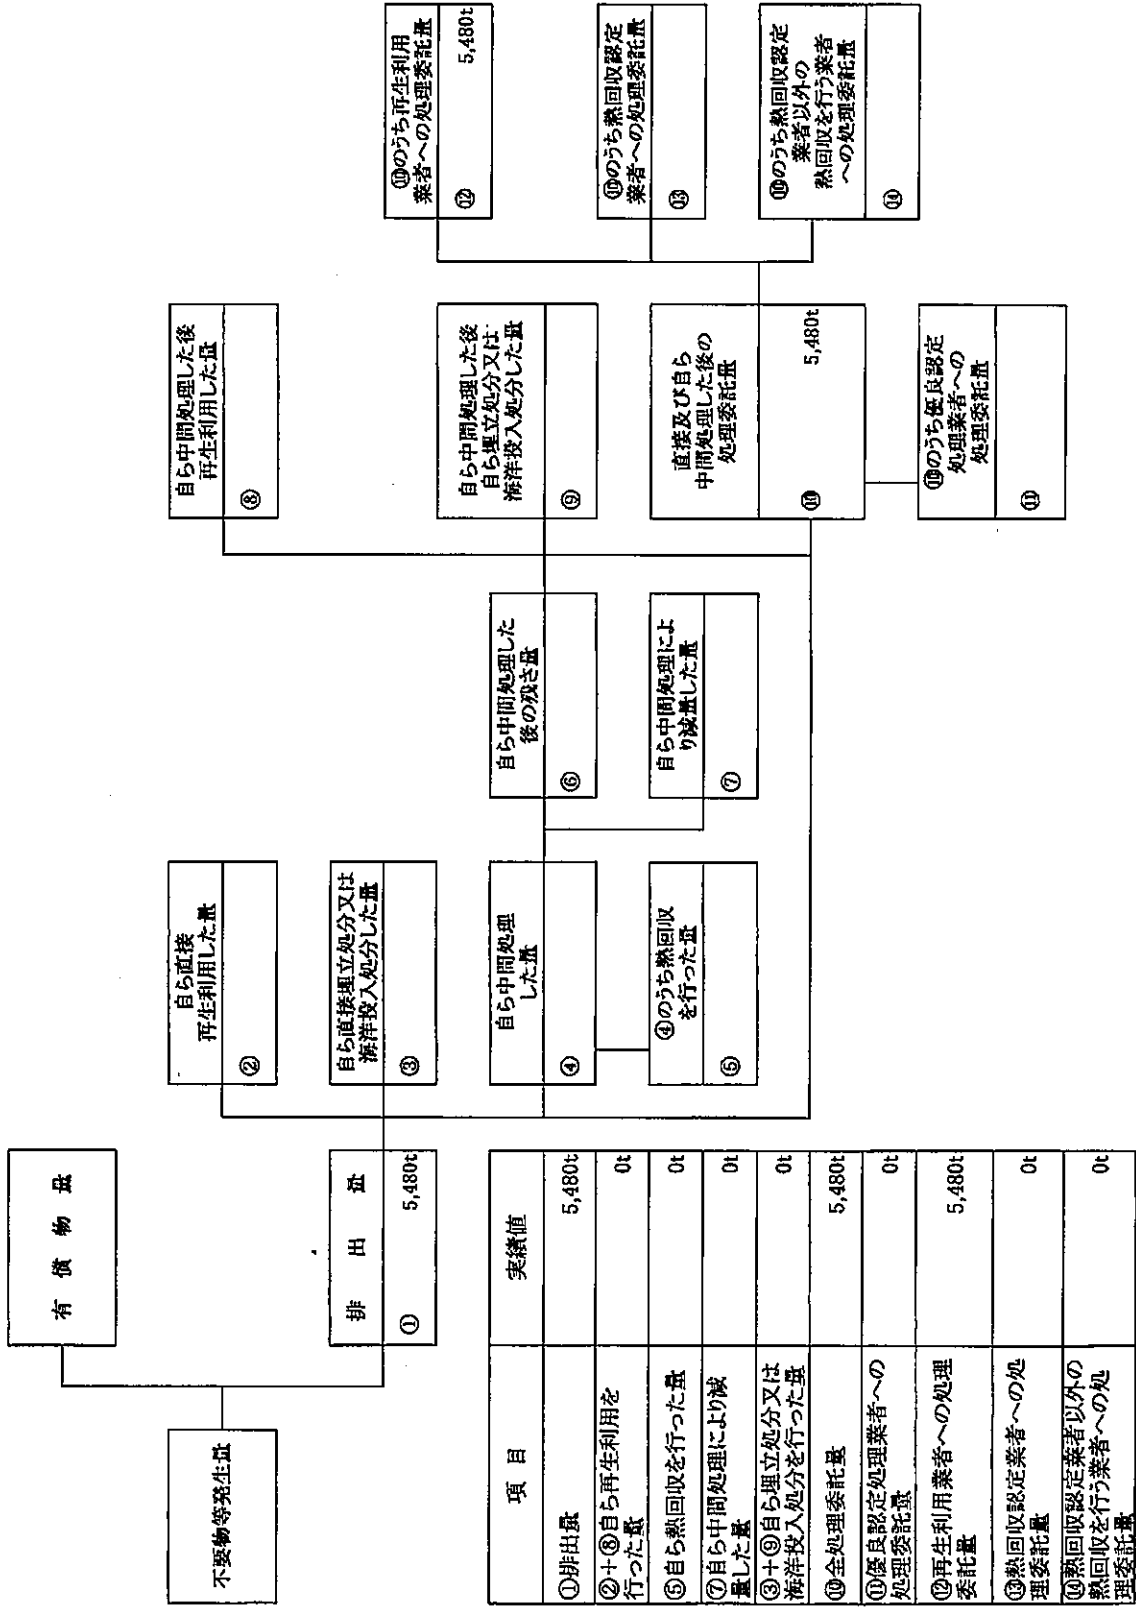 不要物等発生量
有 償 物 量
排 出 量
① 5,480t
自ら直接
再生利用した量
②
自ら直接埋立処分又は
海洋投入処分した量
③
自ら中間処理
した量
④
④のうち熱回収
を行った量
⑤
自ら中間処理した
後の残さ量
⑥
自ら中間処理によ
り減量した量
⑦
自ら中間処理した後
再生利用した量
⑧
自ら中間処理した後
自ら埋立処分又は
海洋投入処分した量
⑨
直接及び自ら
中間処理した後の
処理委託量
⑩ 5,480t
⑩のうち優良認定
処理業者への
処理委託量
⑪
⑩のうち再生利用
業者への処理委託量
⑫ 5,480t
⑩のうち熱回収認定
業者への処理委託量
⑬
⑩のうち熱回収認定
業者以外の
熱回収を行う業者
への処理委託量
⑭
項 目 実績値
①排出量 5,480t
②+⑧自ら再生利用を
行った量 0t
⑤自ら熱回収を行った量 0t
⑦自ら中間処理により減
量した量 0t
③+⑨自ら埋立処分又は
海洋投入処分を行った量 0t
⑩全処理委託量 5,480t
⑪優良認定処理業者への
処理委託量 0t
⑫再生利用業者への処理
委託量 5,480t
⑬熱回収認定業者への処
理委託量 0t
⑭熱回収認定業者以外の
熱回収を行う業者への処
理委託量 0t